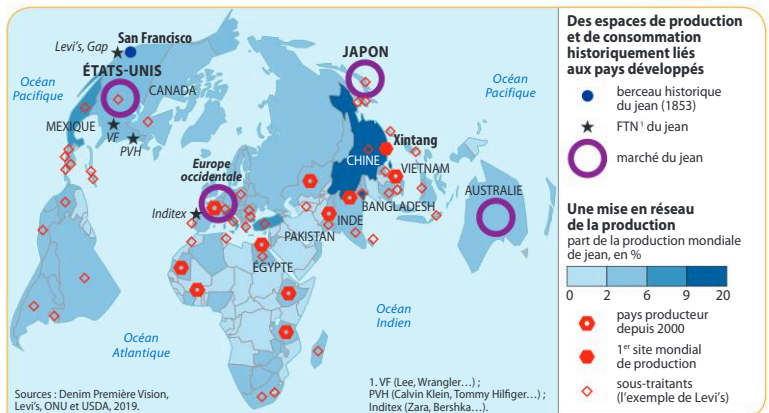 Levi's, Gap
San Francisco
ÉTATS-UNIS
CANADA
Océan
Pacifique
MEXIQUE
VF
PVH
JAPON
Océan
Pacifique
Xintang
CHINE
VIETNAM
Europe
occidentale
Inditex
BANGLADESH
AUSTRALIE
INDE
PAKISTAN
ÉGYPTE
Océan
Indien
Océan
Atlantique
Sources : Denim Première Vision,
Levi's, ONU et USDA, 2019.
1. VF (Lee, Wrangler…) ;
PVH (Calvin Klein, Tommy Hilfiger…) ;
Inditex (Zara, Bershka…).
Des espaces de production
et de consommation
historiquement liés
aux pays développés
berceau historique
du jean (1853)
FTN1 du jean
marché du jean
Une mise en réseau
de la production
part de la production mondiale
de jean, en %
0 2 6 9 20
pays producteur
depuis 2000
1er site mondial
de production
sous-traitants
(l'exemple de Levi's)